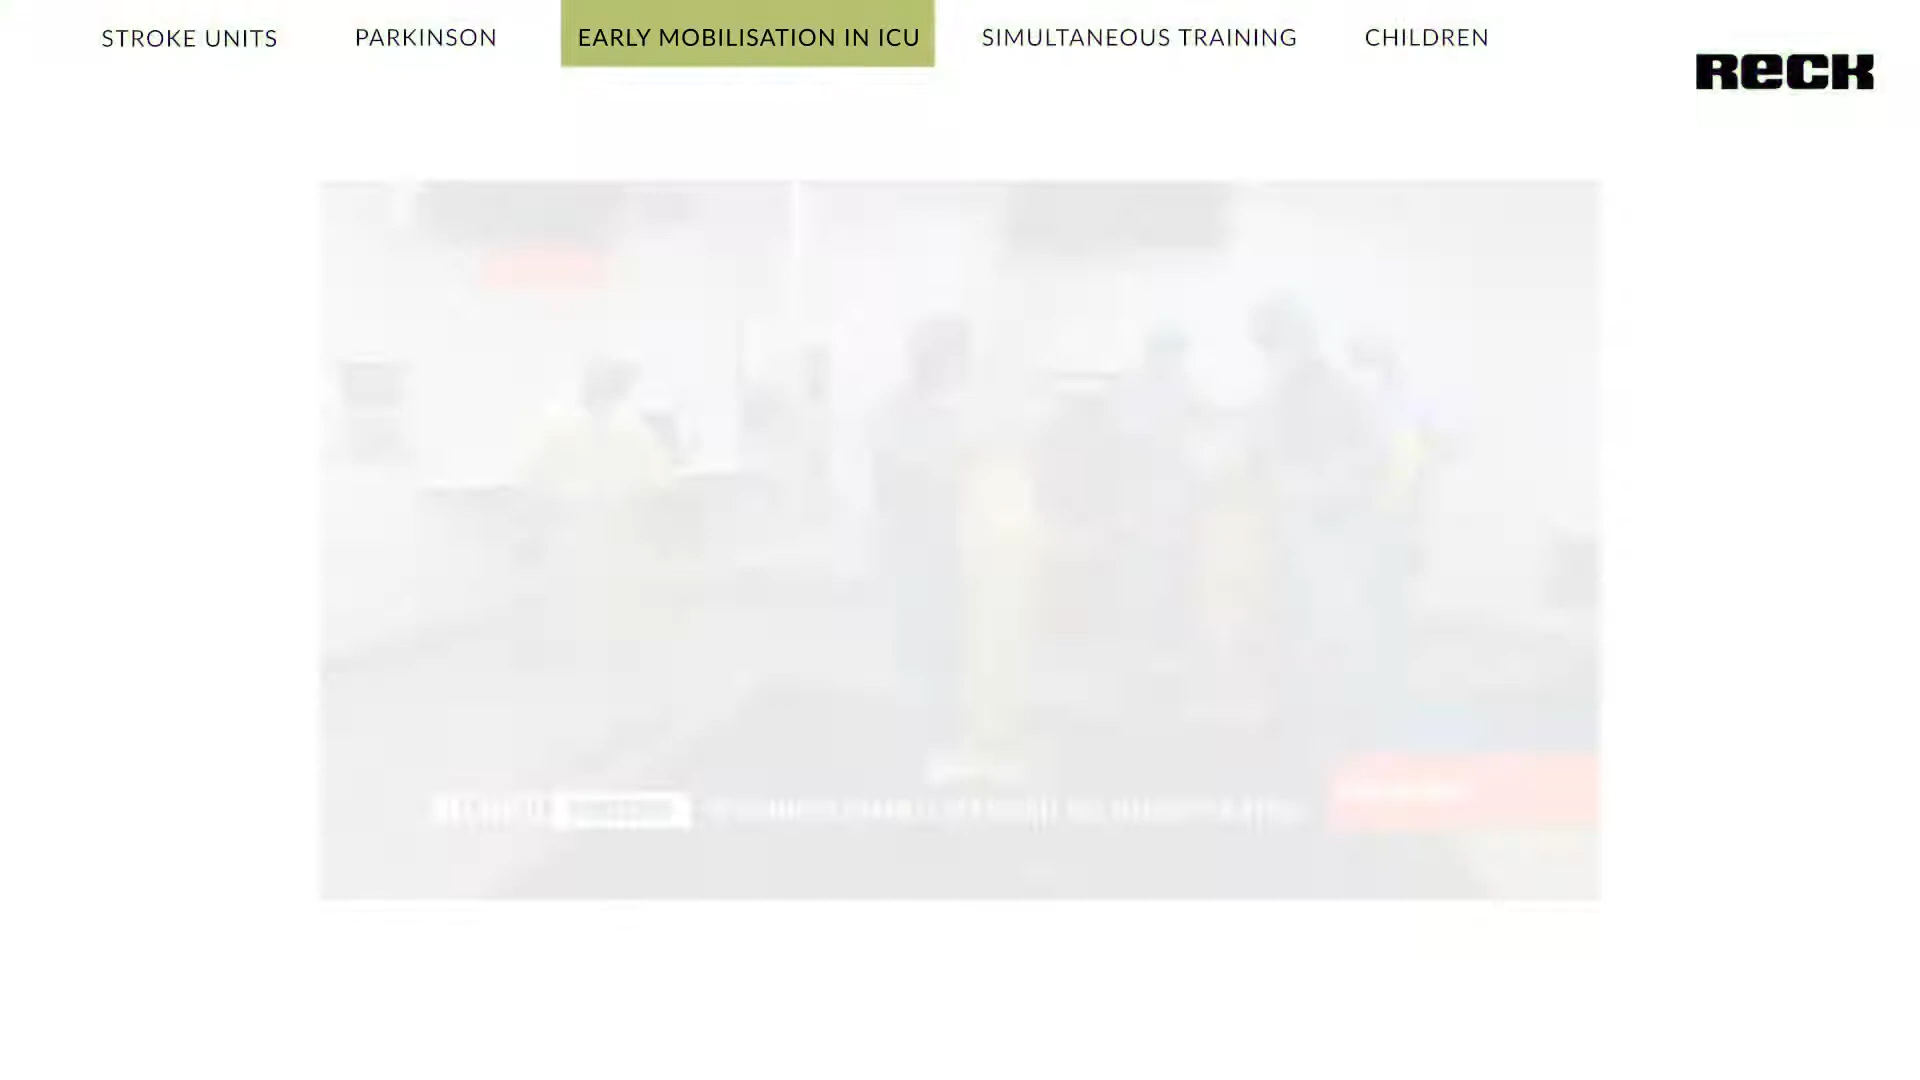 STROKE UNITS
PARKINSON
EARLY MOBILISATION IN ICU
SIMULTANEOUS TRAINING
CHILDREN
RECK